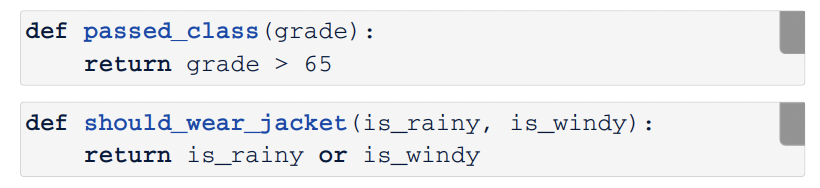 def passed_class(grade):
    return grade > 65
def should_wear_jacket(is_rainy, is_windy):
    return is_rainy or is_windy